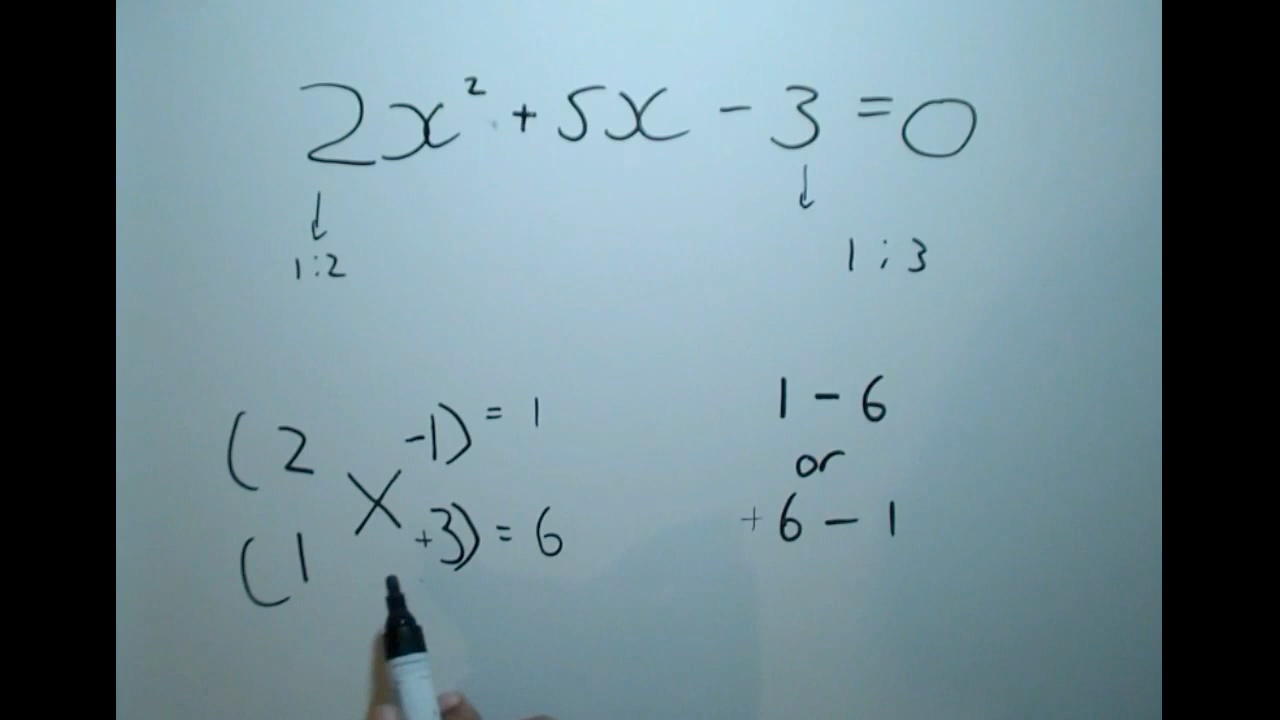 2x² + 5x - 3 = 0
↓ ↓
1 : 2 1 ; 3
(2 -1) = 1
X
(1 +3) = 6
1 - 6
or
+6 - 1